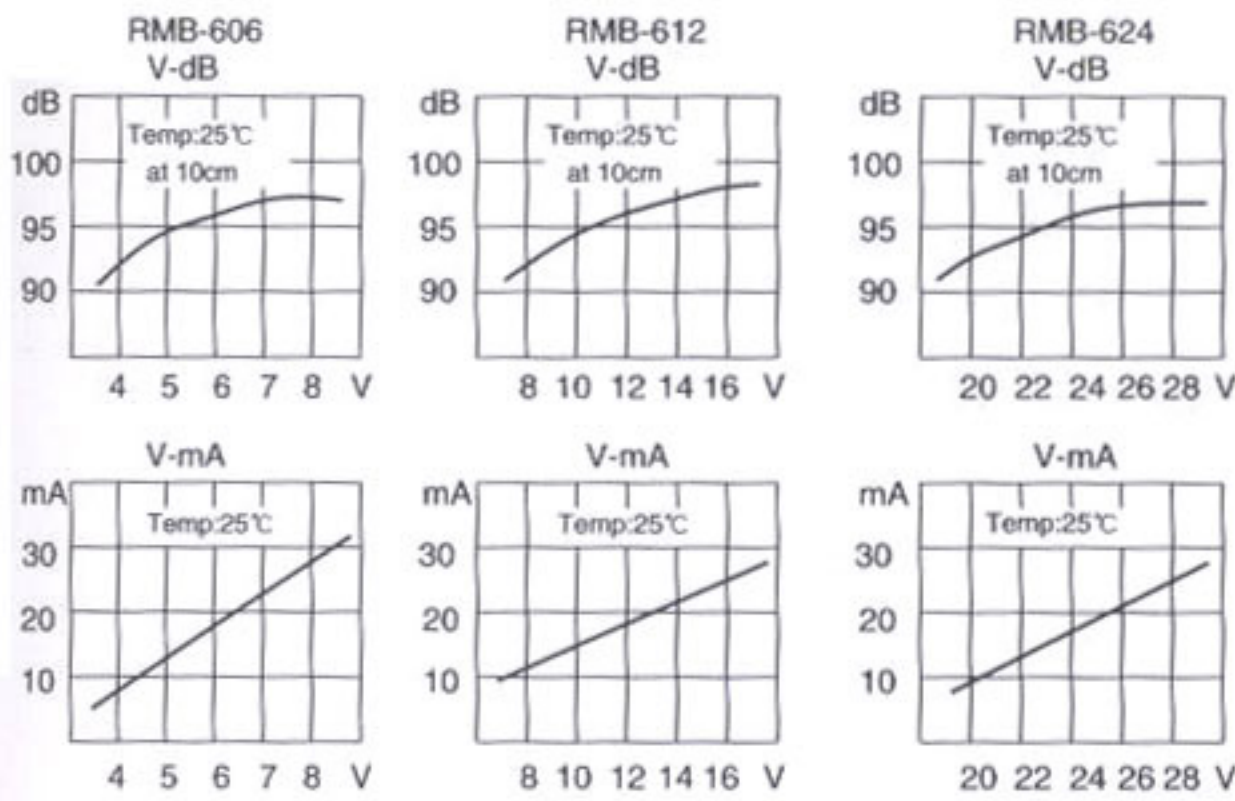 RMB-606
V-dB
dB
Temp:25℃
at 10cm
100
95
90
4 5 6 7 8 V
RMB-612
V-dB
dB
Temp:25℃
at 10cm
100
95
90
8 10 12 14 16 V
RMB-624
V-dB
dB
Temp:25℃
at 10cm
100
95
90
20 22 24 26 28 V
V-mA
mA
Temp:25℃
30
20
10
4 5 6 7 8 V
V-mA
mA
Temp:25℃
30
20
10
8 10 12 14 16 V
V-mA
mA
Temp:25℃
30
20
10
20 22 24 26 28 V